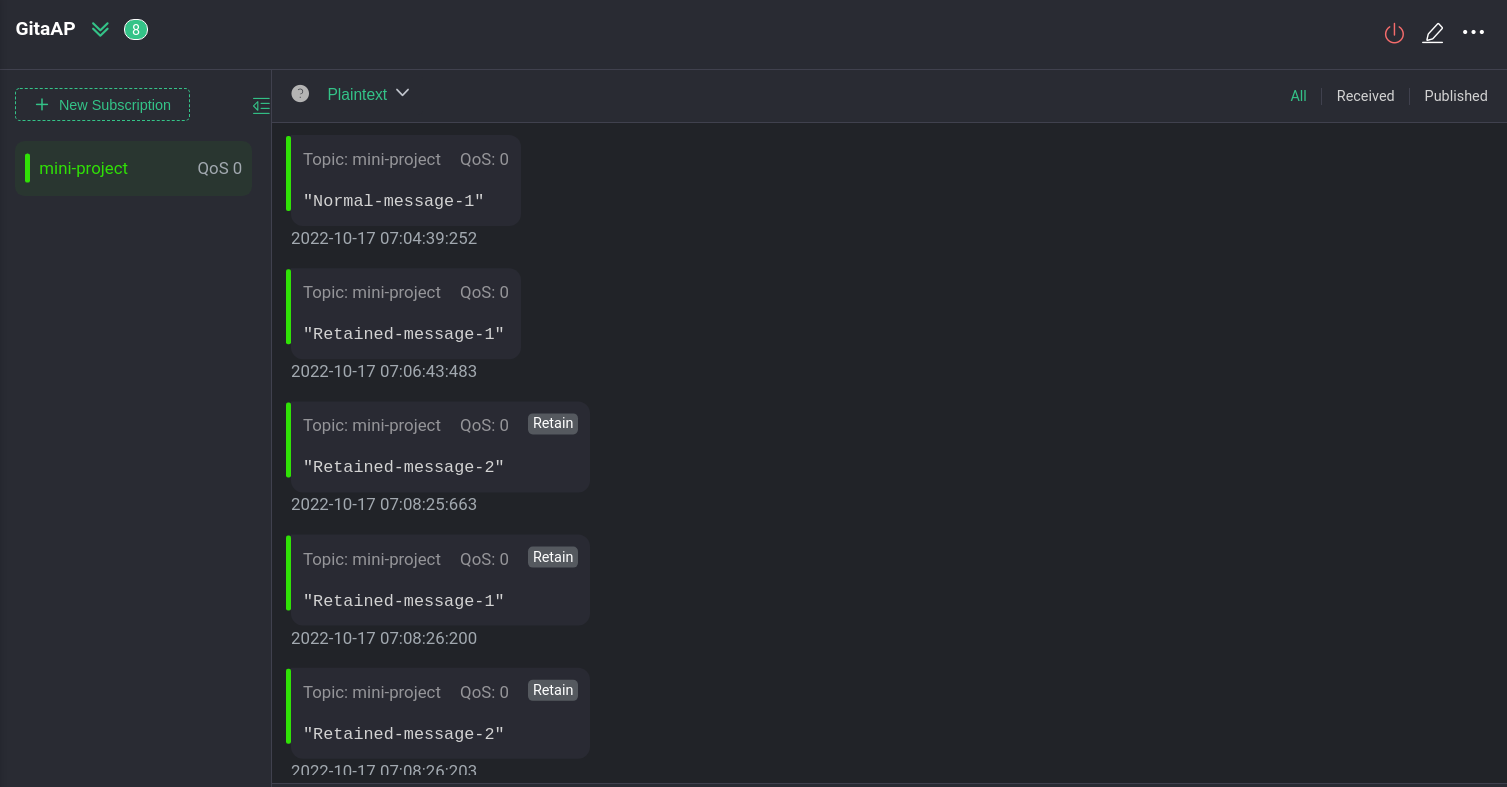 GitaAP 8
New Subscription
mini-project QoS 0
? Plaintext All Received Published
Topic: mini-project QoS: 0
"Normal-message-1"
2022-10-17 07:04:39:252
Topic: mini-project QoS: 0
"Retained-message-1"
2022-10-17 07:06:43:483
Topic: mini-project QoS: 0 Retain
"Retained-message-2"
2022-10-17 07:08:25:663
Topic: mini-project QoS: 0 Retain
"Retained-message-1"
2022-10-17 07:08:26:200
Topic: mini-project QoS: 0 Retain
"Retained-message-2"
2022-10-17 07:08:26:203